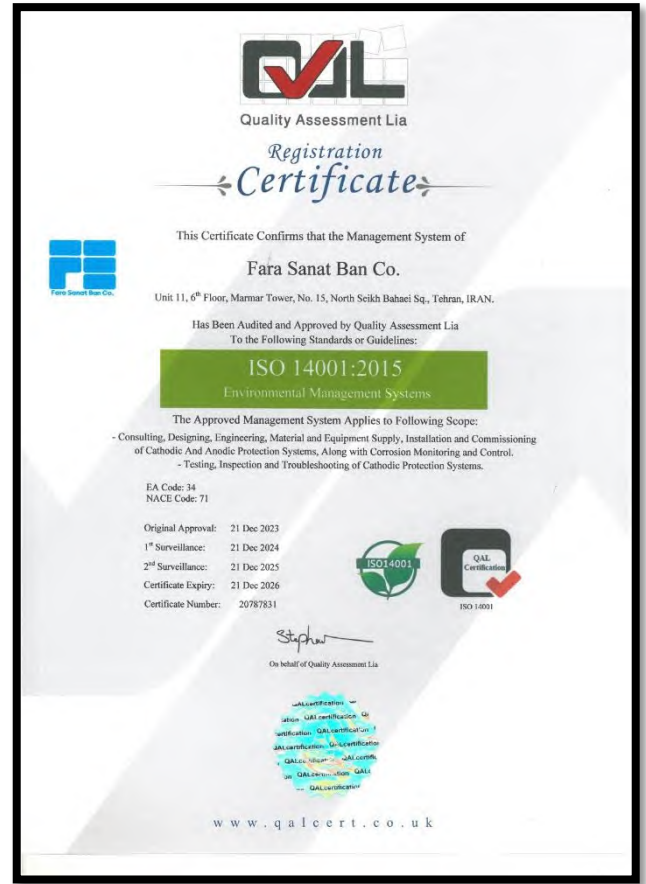 QAL
Quality Assessment Lia
Registration
Certificate
This Certificate Confirms that the Management System of
Fara Sanat Ban Co.
Fara Sanat Ban Co.
Unit 11, 6th Floor, Marmar Tower, No. 15, North Seikh Bahaei Sq., Tehran, IRAN.
Has Been Audited and Approved by Quality Assessment Lia
To the Following Standards or Guidelines:
ISO 14001:2015
Environmental Management Systems
The Approved Management System Applies to Following Scope:
- Consulting, Designing, Engineering, Material and Equipment Supply, Installation and Commissioning
of Cathodic And Anodic Protection Systems, Along with Corrosion Monitoring and Control.
- Testing, Inspection and Troubleshooting of Cathodic Protection Systems.
EA Code: 34
NACE Code: 71
Original Approval: 21 Dec 2023
1st Surveillance: 21 Dec 2024
2nd Surveillance: 21 Dec 2025
Certificate Expiry: 21 Dec 2026
Certificate Number: 20787831
ISO14001
QAL
Certification
ISO 14001
Stephen
On behalf of Quality Assessment Lia
QALcertification
QALcertification
QALcertification
QALcertification
www.qalcert.co.uk